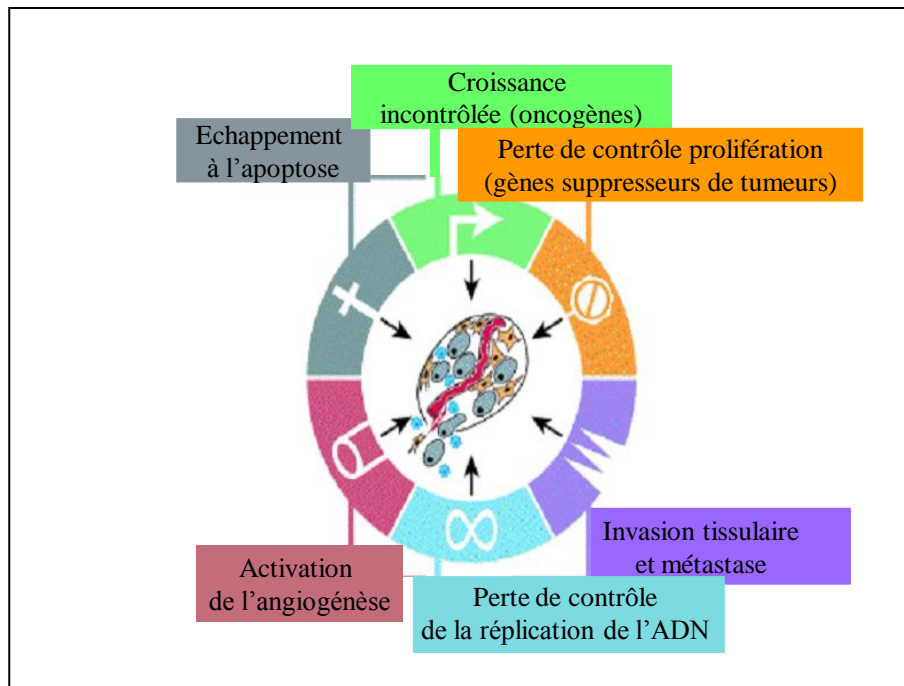 Croissance
incontrôlée (oncogènes)
Echappement
à l’apoptose
Perte de contrôle prolifération
(gènes suppresseurs de tumeurs)
Invasion tissulaire
et métastase
Activation
de l’angiogénèse
Perte de contrôle
de la réplication de l’ADN